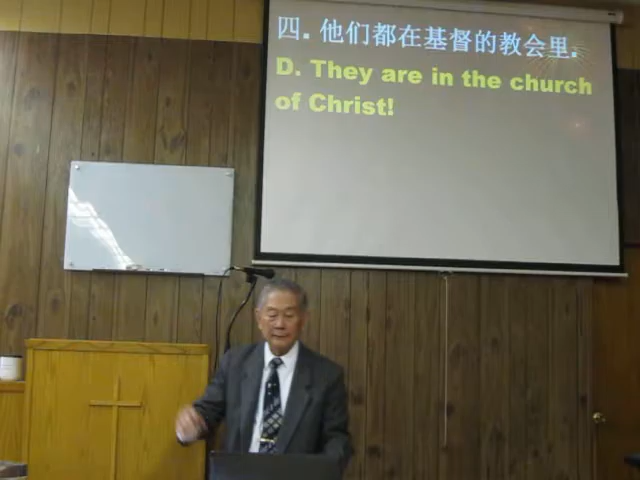 四. 他们都在基督的教会里.
D. They are in the church
of Christ!